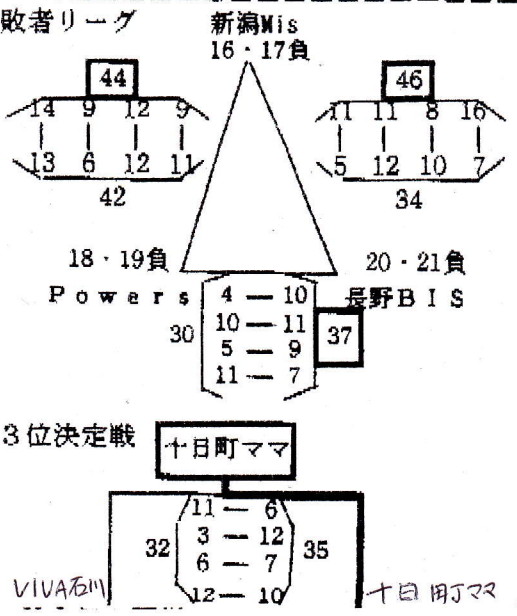 敗者リーグ
新潟Mis
16・17負
44
46
14 9 12 9
11 11 8 16
13 6 12 11
5 12 10 7
42
34
18・19負
20・21負
Powers
長野BIS
4 — 10
10 — 11
5 — 9
11 — 7
30
37
3位決定戦
十日町ママ
11 — 6
3 — 12
6 — 7
12 — 10
32
35
VIVA石川
十日町ママ